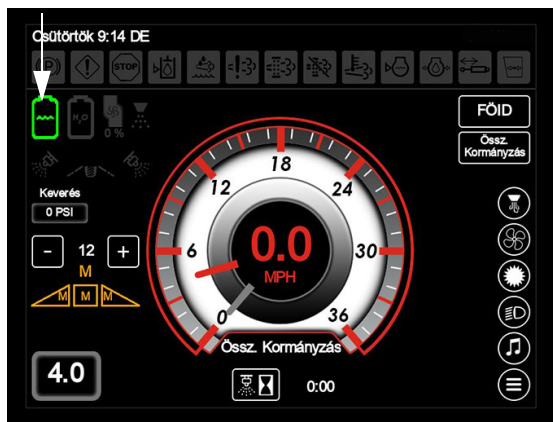 Csütörtök 9:14 DE
(P) STOP
H₂O
0 %
FÖlD
Össz.
Kormányzás
Keverés
0 PSI
- 12 +
M
M M M
0 6 12 18 24 30 36
0.0
MPH
Össz. Kormányzás
4.0
0:00